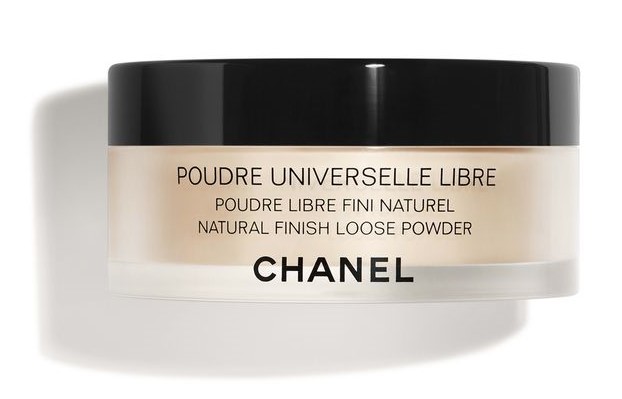 POUDRE UNIVERSELLE LIBRE
POUDRE LIBRE FINI NATUREL
NATURAL FINISH LOOSE POWDER
CHANEL